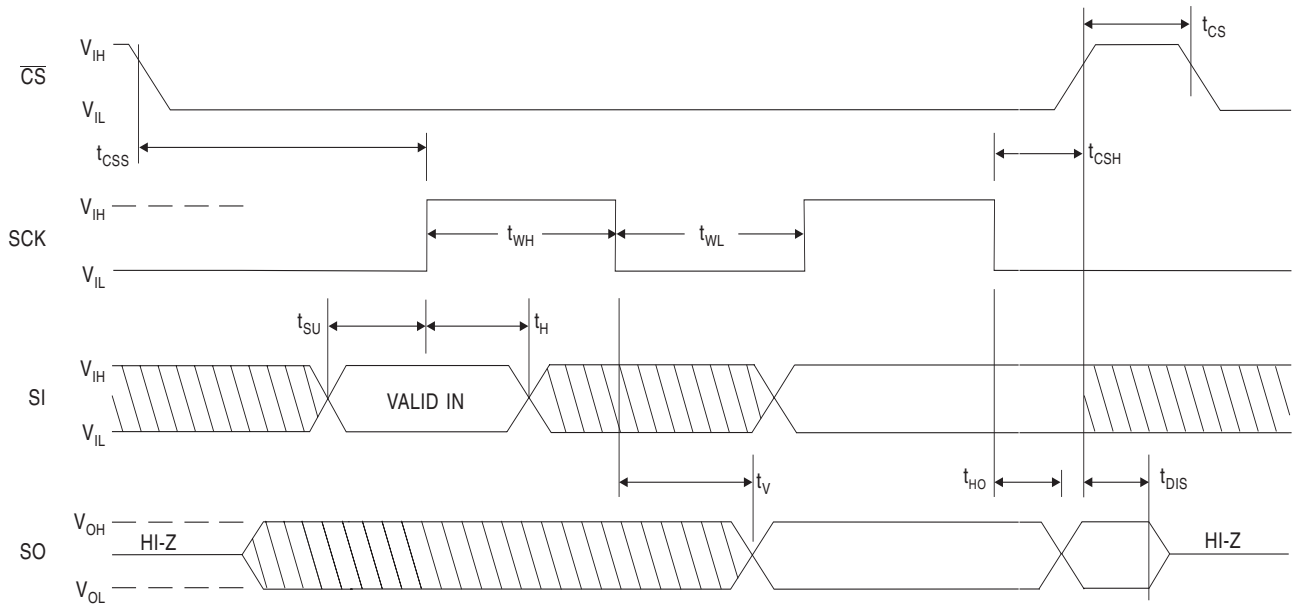 V_IH t_CS
C̅S̅
V_IL
t_CSS t_CSH
V_IH
SCK t_WH t_WL
V_IL
t_SU t_H
V_IH
SI VALID IN
V_IL
t_V t_HO t_DIS
V_OH
SO HI-Z HI-Z
V_OL